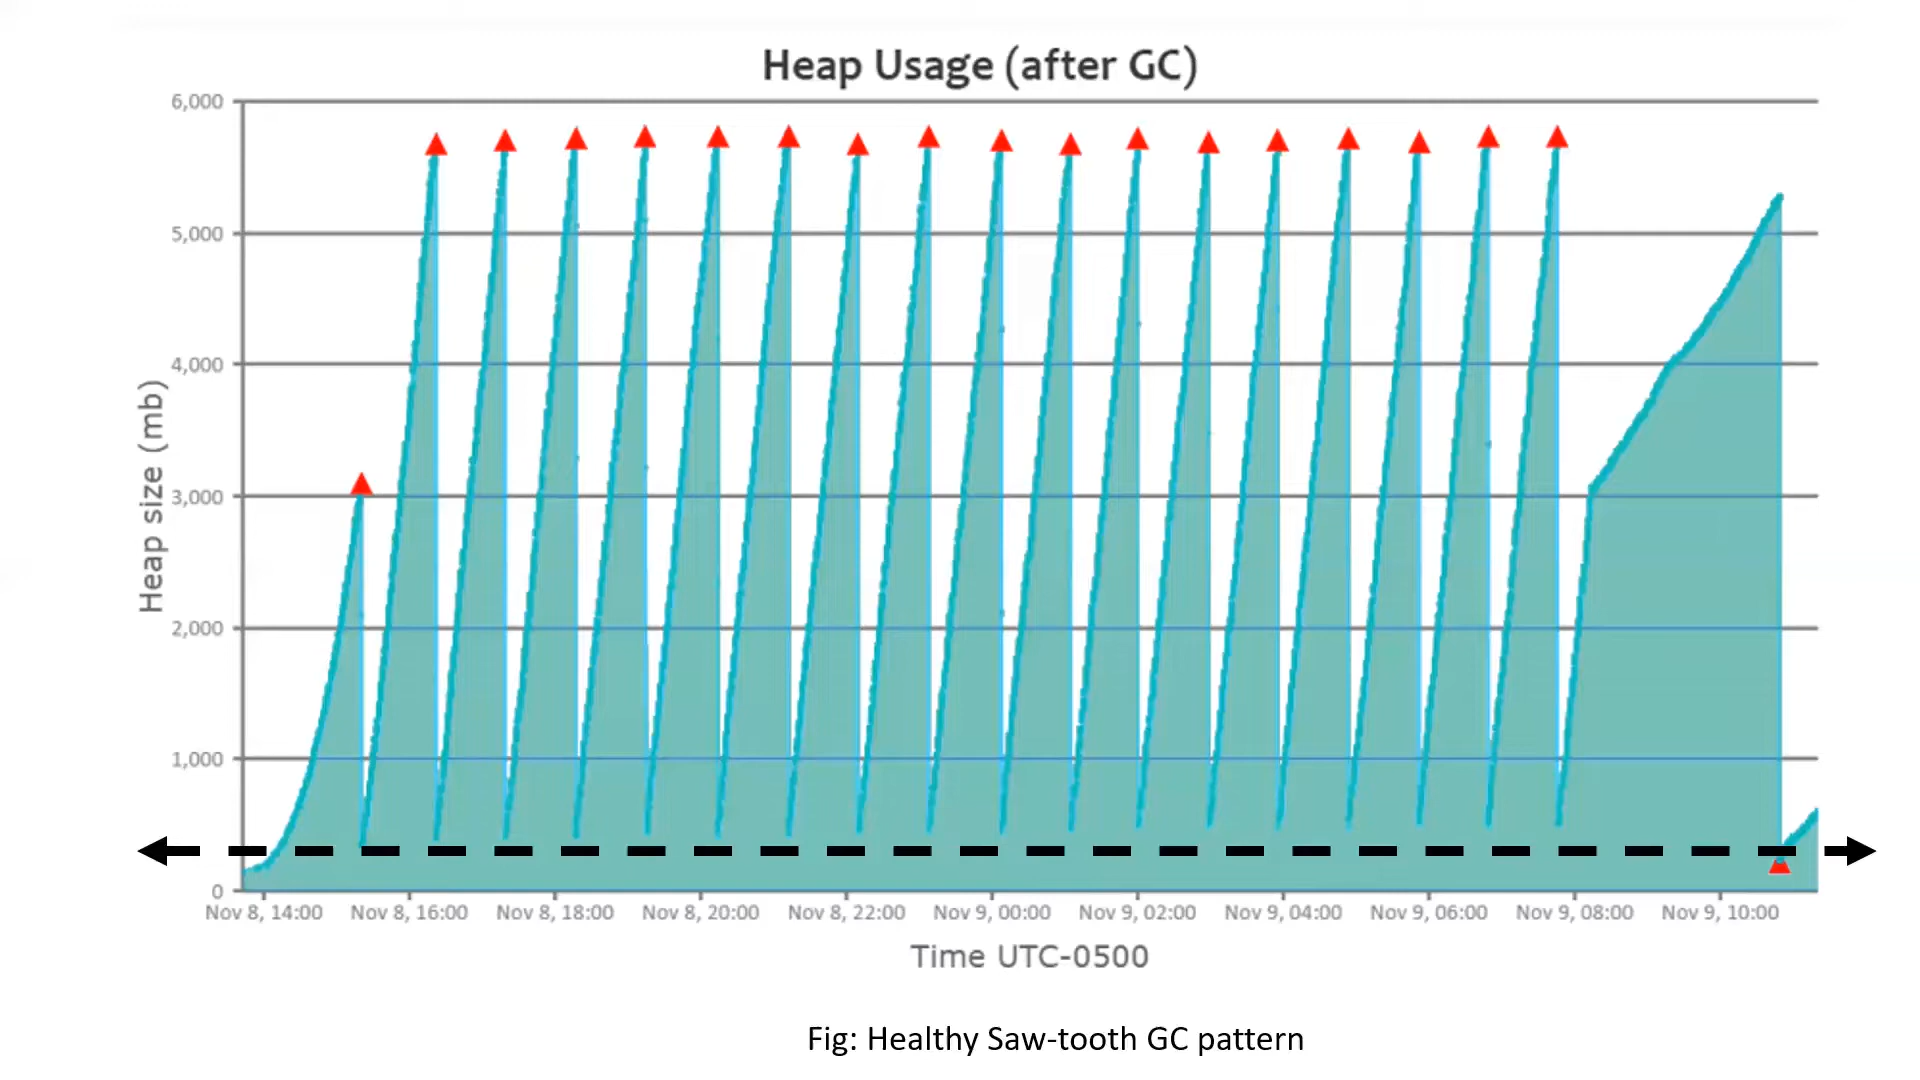 Heap Usage (after GC)
6,000
5,000
4,000
3,000
2,000
1,000
0
Heap size (mb)
Nov 8, 14:00 Nov 8, 16:00 Nov 8, 18:00 Nov 8, 20:00 Nov 8, 22:00 Nov 9, 00:00 Nov 9, 02:00 Nov 9, 04:00 Nov 9, 06:00 Nov 9, 08:00 Nov 9, 10:00
Time UTC-0500
Fig: Healthy Saw-tooth GC pattern